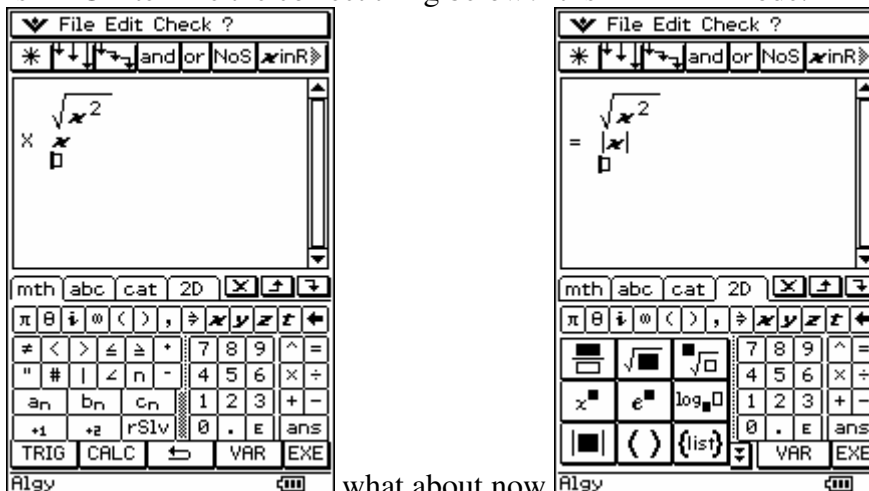 File Edit Check ?
and or NoS xinR
√x²
X x
mth abc cat 2D
π θ i ∞ ( ) , ⇒ x y z t
≠ < > ≤ ≥ 7 8 9 ^ =
" # | ∠ n - 4 5 6 × ÷
an bn cn 1 2 3 + -
+1 +2 rSlv 0 . E ans
TRIG CALC VAR EXE
Algy
what about now
File Edit Check ?
and or NoS xinR
√x²
= |x|
mth abc cat 2D
π θ i ∞ ( ) , ⇒ x y z t
√ √ 7 8 9 ^ =
x e log 4 5 6 × ÷
1 2 3 + -
| | ( ) {list} 0 . E ans
VAR EXE
Algy